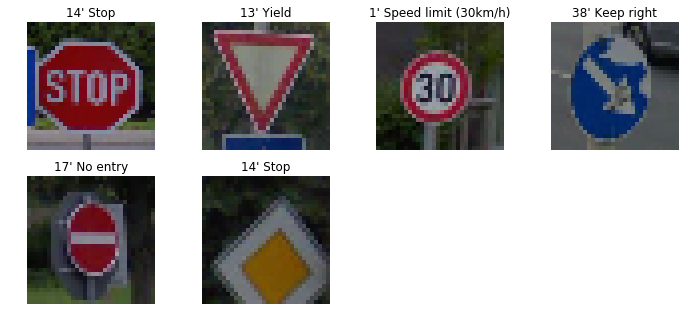 14' Stop
13' Yield
1' Speed limit (30km/h)
38' Keep right
STOP
30
17' No entry
14' Stop